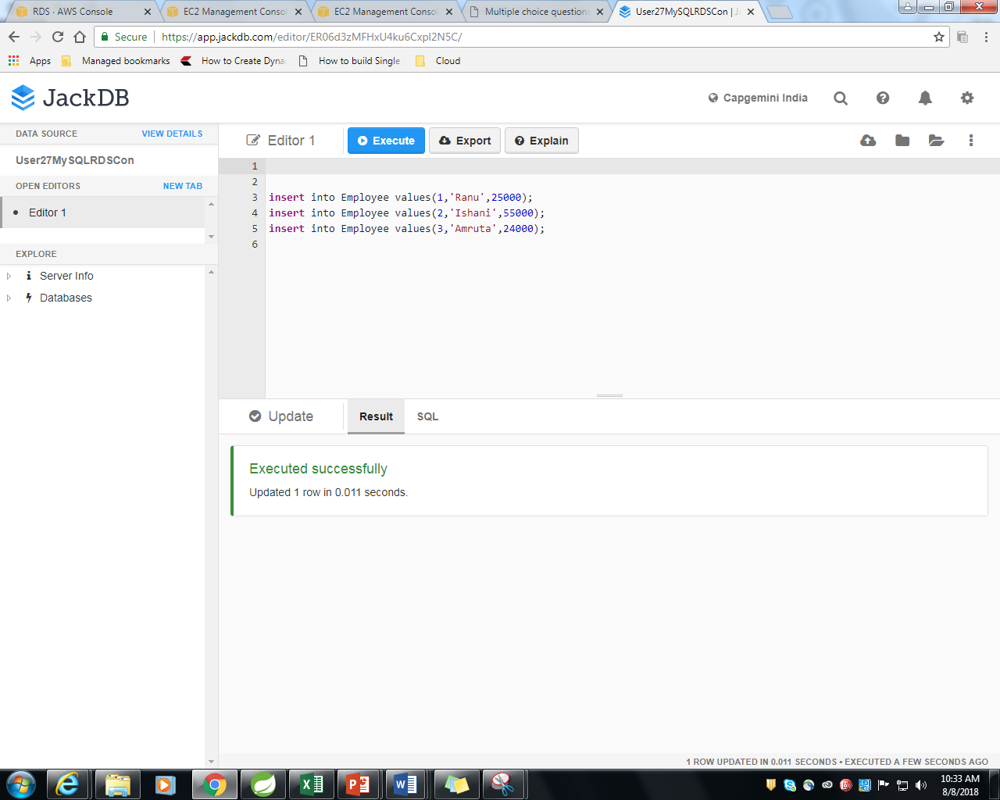 RDS · AWS Console
EC2 Management Consol
EC2 Management Consol
Multiple choice questions
User27MySQLRDSCon | J
Secure
https://app.jackdb.com/editor/ER06d3zMFHxU4ku6Cxpl2N5C/
Apps
Managed bookmarks
How to Create Dyna
How to build Single
Cloud
JackDB
Capgemini India
DATA SOURCE
VIEW DETAILS
User27MySQLRDSCon
OPEN EDITORS
NEW TAB
Editor 1
EXPLORE
Server Info
Databases
Editor 1
Execute
Export
Explain
1
2
3 insert into Employee values(1,'Ranu',25000);
4 insert into Employee values(2,'Ishani',55000);
5 insert into Employee values(3,'Amruta',24000);
6
Update
Result
SQL
Executed successfully
Updated 1 row in 0.011 seconds.
1 ROW UPDATED IN 0.011 SECONDS • EXECUTED A FEW SECONDS AGO
10:33 AM
8/8/2018